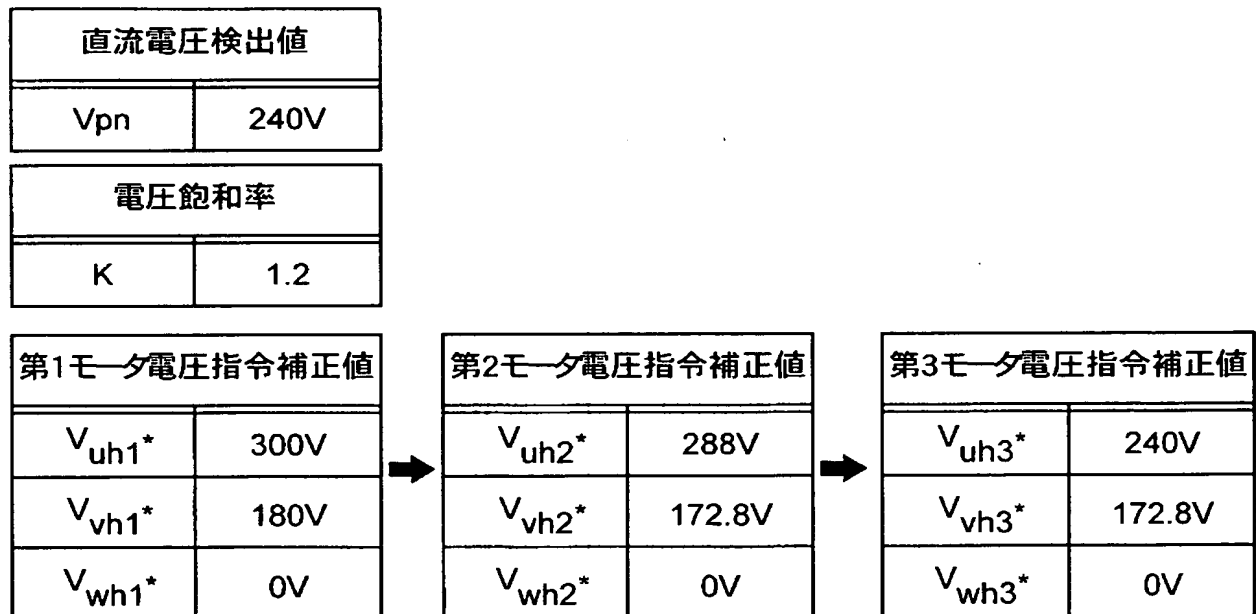 直流電圧検出値
Vpn 240V
電圧飽和率
K 1.2
第1モータ電圧指令補正値
Vuh1* 300V
Vvh1* 180V
Vwh1* 0V
第2モータ電圧指令補正値
Vuh2* 288V
Vvh2* 172.8V
Vwh2* 0V
第3モータ電圧指令補正値
Vuh3* 240V
Vvh3* 172.8V
Vwh3* 0V